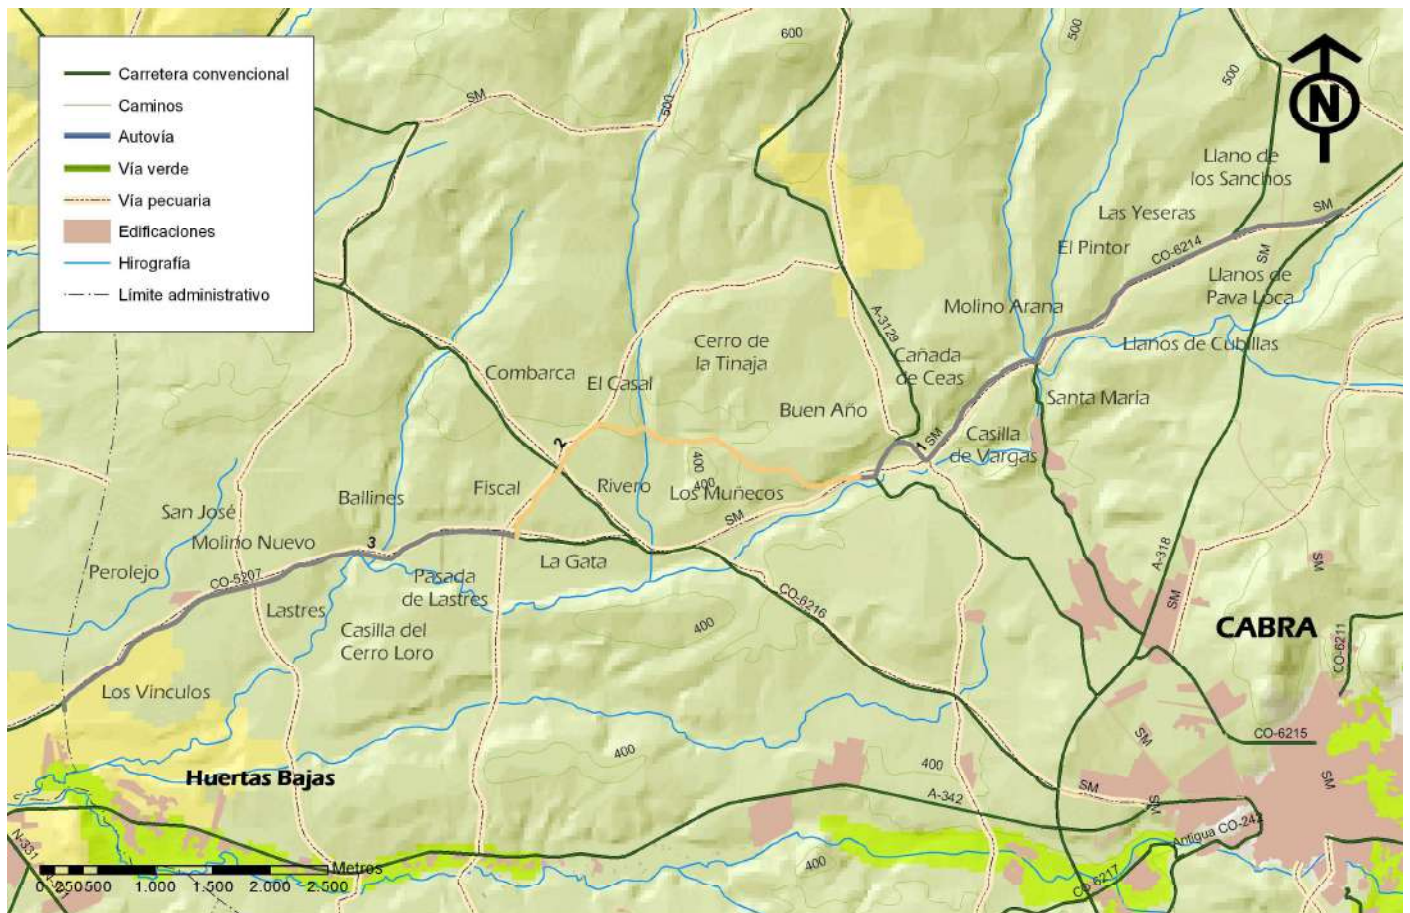 Carretera convencional
Caminos
Autovía
Vía verde
Vía pecuaria
Edificaciones
Hirografía
Límite administrativo
600
500
500
500
N
SM
Llano de
los Sanchos
Las Yeseras
El Pintor
SM
CO-6214
SM
Llanos de
Pava Loca
Molino Arana
Llanos de Cubillas
A-3129
Cerro de
la Tinaja
Cañada
de Ceas
Combarca
El Casal
Buen Año
Santa María
2
1
SM
Casilla
de Vargas
400
400
Fiscal
Rivero
Los Muñecos
Ballines
San José
Molino Nuevo
3
SM
La Gata
Perolejo
CO-5207
Pasada
de Lastres
Lastres
CO-6216
A-318
SM
SM
Casilla del
Cerro Loro
400
CABRA
CO-6211
Los Vinculos
400
SM
CO-6215
400
Huertas Bajas
SM
SM
SM
A-342
Antigua CO-242
N-331
400
CO-6217
Metros
0 250 500 1.000 1.500 2.000 2.500